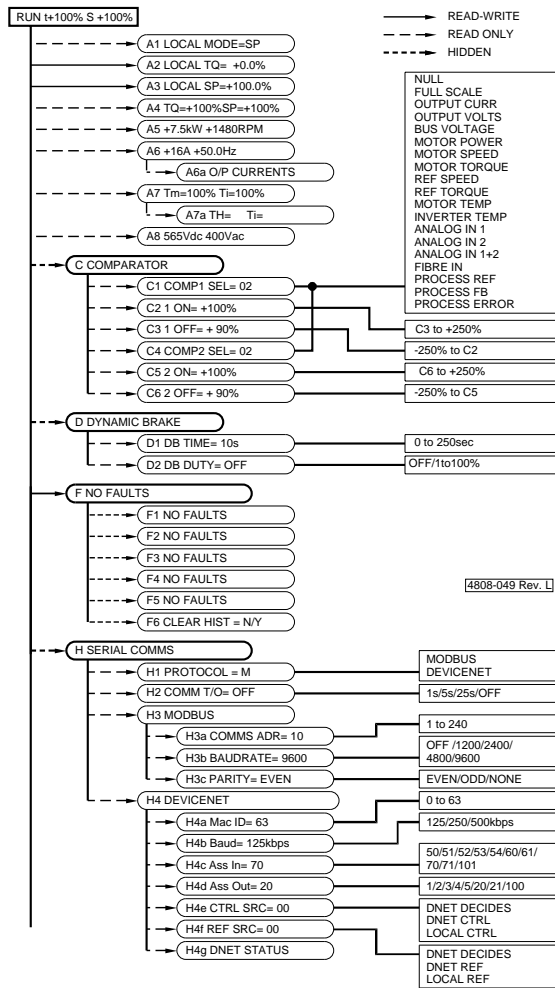 RUN t+100% S +100%
READ-WRITE
READ ONLY
HIDDEN
A1 LOCAL MODE=SP
A2 LOCAL TQ= +0.0%
A3 LOCAL SP=+100.0%
A4 TQ=+100%SP=+100%
A5 +7.5kW +1480RPM
A6 +16A +50.0Hz
A6a O/P CURRENTS
A7 Tm=100% Ti=100%
A7a TH= Ti=
A8 565Vdc 400Vac
NULL
FULL SCALE
OUTPUT CURR
OUTPUT VOLTS
BUS VOLTAGE
MOTOR POWER
MOTOR SPEED
MOTOR TORQUE
REF SPEED
REF TORQUE
MOTOR TEMP
INVERTER TEMP
ANALOG IN 1
ANALOG IN 2
ANALOG IN 1+2
FIBRE IN
PROCESS REF
PROCESS FB
PROCESS ERROR
C COMPARATOR
C1 COMP1 SEL= 02
C2 1 ON= +100%
C3 to +250%
C3 1 OFF= + 90%
-250% to C2
C4 COMP2 SEL= 02
C5 2 ON= +100%
C6 to +250%
C6 2 OFF= + 90%
-250% to C5
D DYNAMIC BRAKE
D1 DB TIME= 10s
0 to 250sec
D2 DB DUTY= OFF
OFF/1to100%
F NO FAULTS
F1 NO FAULTS
F2 NO FAULTS
F3 NO FAULTS
F4 NO FAULTS
F5 NO FAULTS
F6 CLEAR HIST = N/Y
4808-049 Rev. L
H SERIAL COMMS
H1 PROTOCOL = M
MODBUS
DEVICENET
H2 COMM T/O= OFF
1s/5s/25s/OFF
H3 MODBUS
H3a COMMS ADR= 10
1 to 240
H3b BAUDRATE= 9600
OFF /1200/2400/
4800/9600
H3c PARITY= EVEN
EVEN/ODD/NONE
H4 DEVICENET
H4a Mac ID= 63
0 to 63
H4b Baud= 125kbps
125/250/500kbps
H4c Ass In= 70
50/51/52/53/54/60/61/
70/71/101
H4d Ass Out= 20
1/2/3/4/5/20/21/100
H4e CTRL SRC= 00
DNET DECIDES
DNET CTRL
LOCAL CTRL
H4f REF SRC= 00
DNET DECIDES
DNET REF
LOCAL REF
H4g DNET STATUS